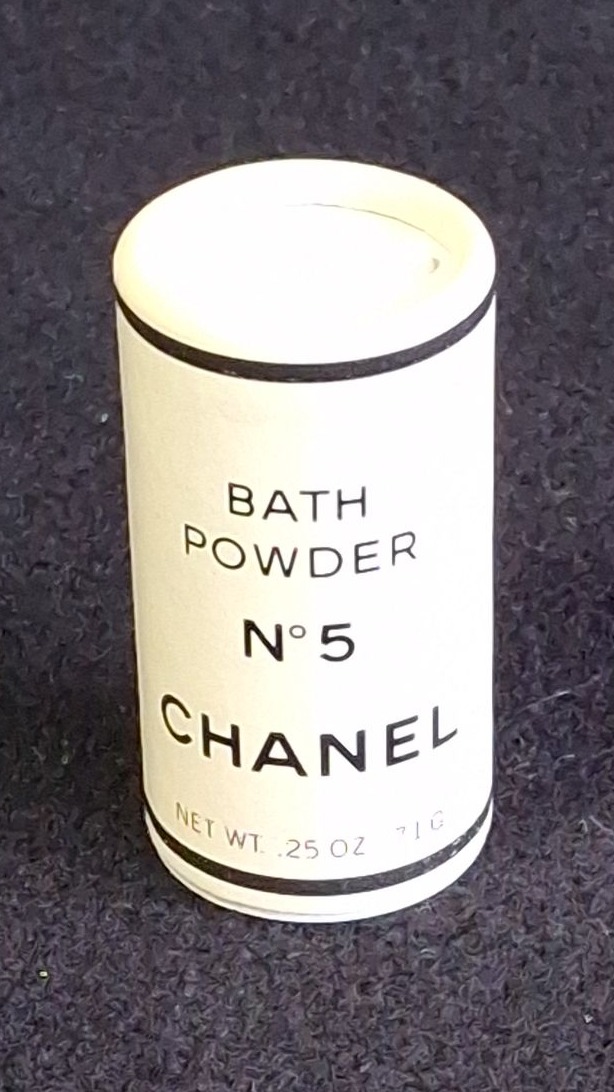 BATH
POWDER
N° 5
CHANEL
NET WT. .25 OZ